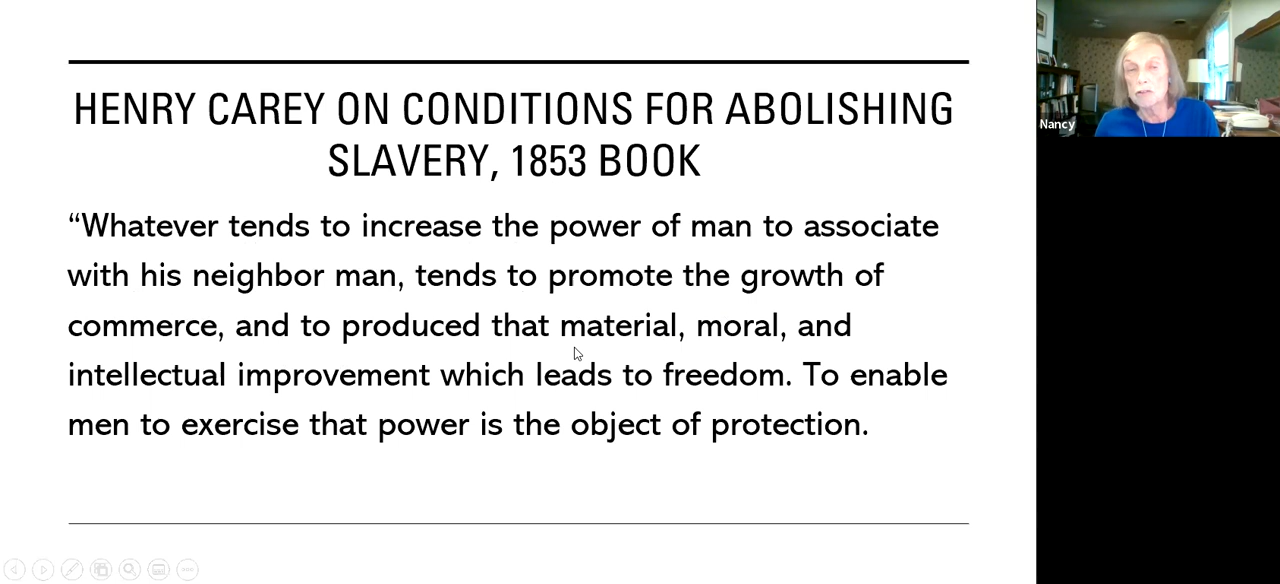 HENRY CAREY ON CONDITIONS FOR ABOLISHING
SLAVERY, 1853 BOOK
“Whatever tends to increase the power of man to associate
with his neighbor man, tends to promote the growth of
commerce, and to produced that material, moral, and
intellectual improvement which leads to freedom. To enable
men to exercise that power is the object of protection.
Nancy